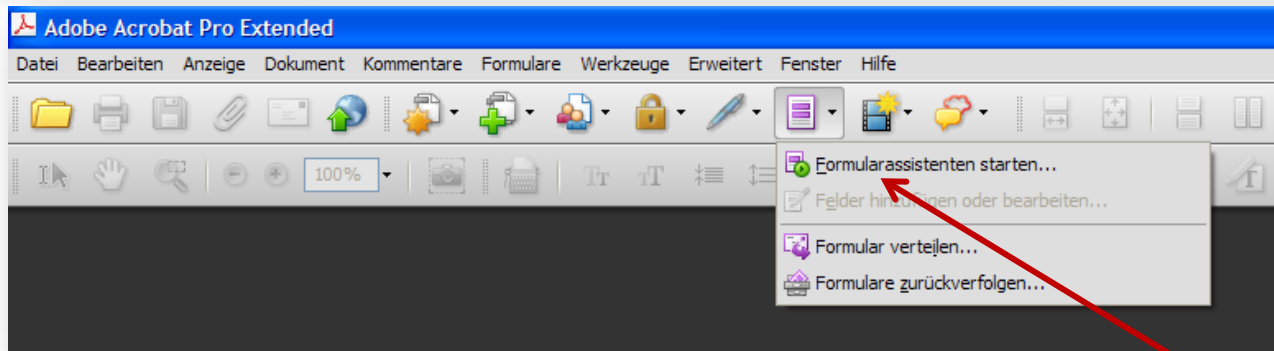 Adobe Acrobat Pro Extended
Datei Bearbeiten Anzeige Dokument Kommentare Formulare Werkzeuge Erweitert Fenster Hilfe
100%
Formularassistenten starten...
Felder hinzufügen oder bearbeiten...
Formular verteilen...
Formulare zurückverfolgen...